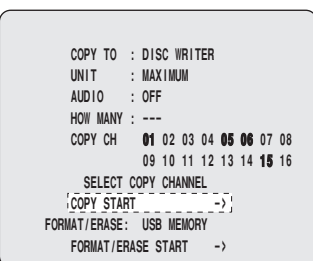 COPY TO : DISC WRITER
UNIT : MAXIMUM
AUDIO : OFF
HOW MANY : ---
COPY CH 01 02 03 04 05 06 07 08
09 10 11 12 13 14 15 16
SELECT COPY CHANNEL
COPY START ->
FORMAT/ERASE: USB MEMORY
FORMAT/ERASE START ->